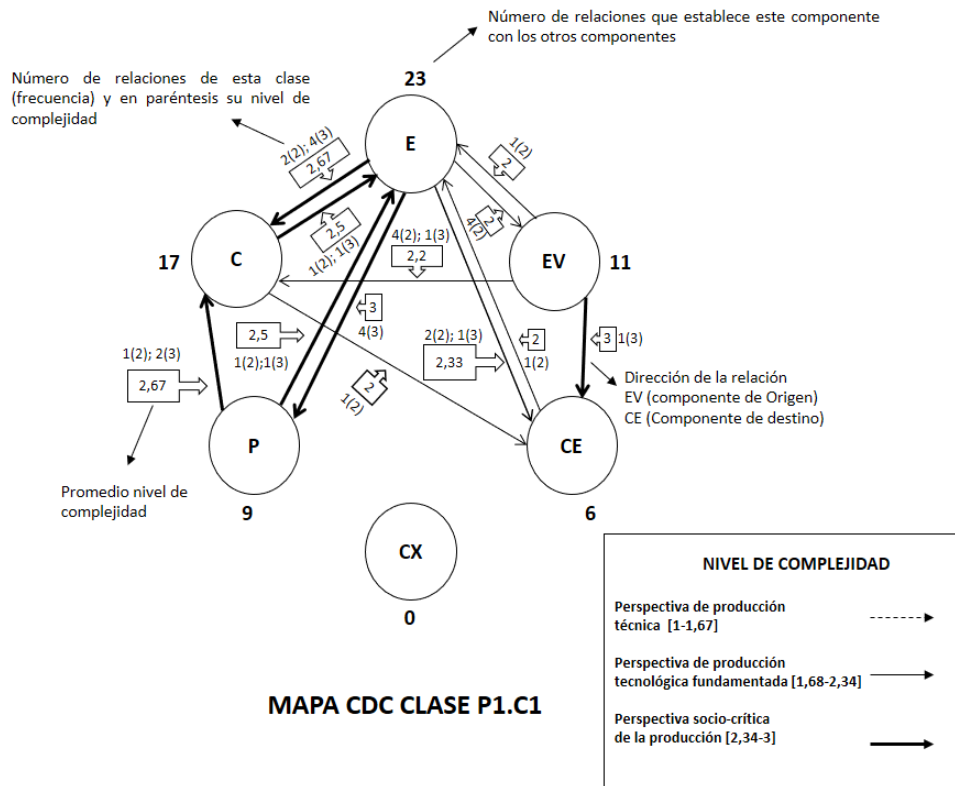 Número de relaciones que establece este componente
con los otros componentes
Número de relaciones de esta clase
(frecuencia) y en paréntesis su nivel de
complejidad
23
E
2(2); 4(3)
2,67
1(2)
2
2
4(2)
2,5
1(2); 1(3)
17
C
4(2); 1(3)
2,2
EV
11
3
4(3)
2,5
1(2);1(3)
2(2); 1(3)
2,33
2
1(2)
3
1(3)
1(2); 2(3)
2,67
2
1(2)
Dirección de la relación
EV (componente de Origen)
CE (Componente de destino)
P
CE
Promedio nivel de
complejidad
9
6
CX
0
NIVEL DE COMPLEJIDAD
Perspectiva de producción
técnica [1-1,67]
Perspectiva de producción
tecnológica fundamentada [1,68-2,34]
Perspectiva socio-crítica
de la producción [2,34-3]
MAPA CDC CLASE P1.C1